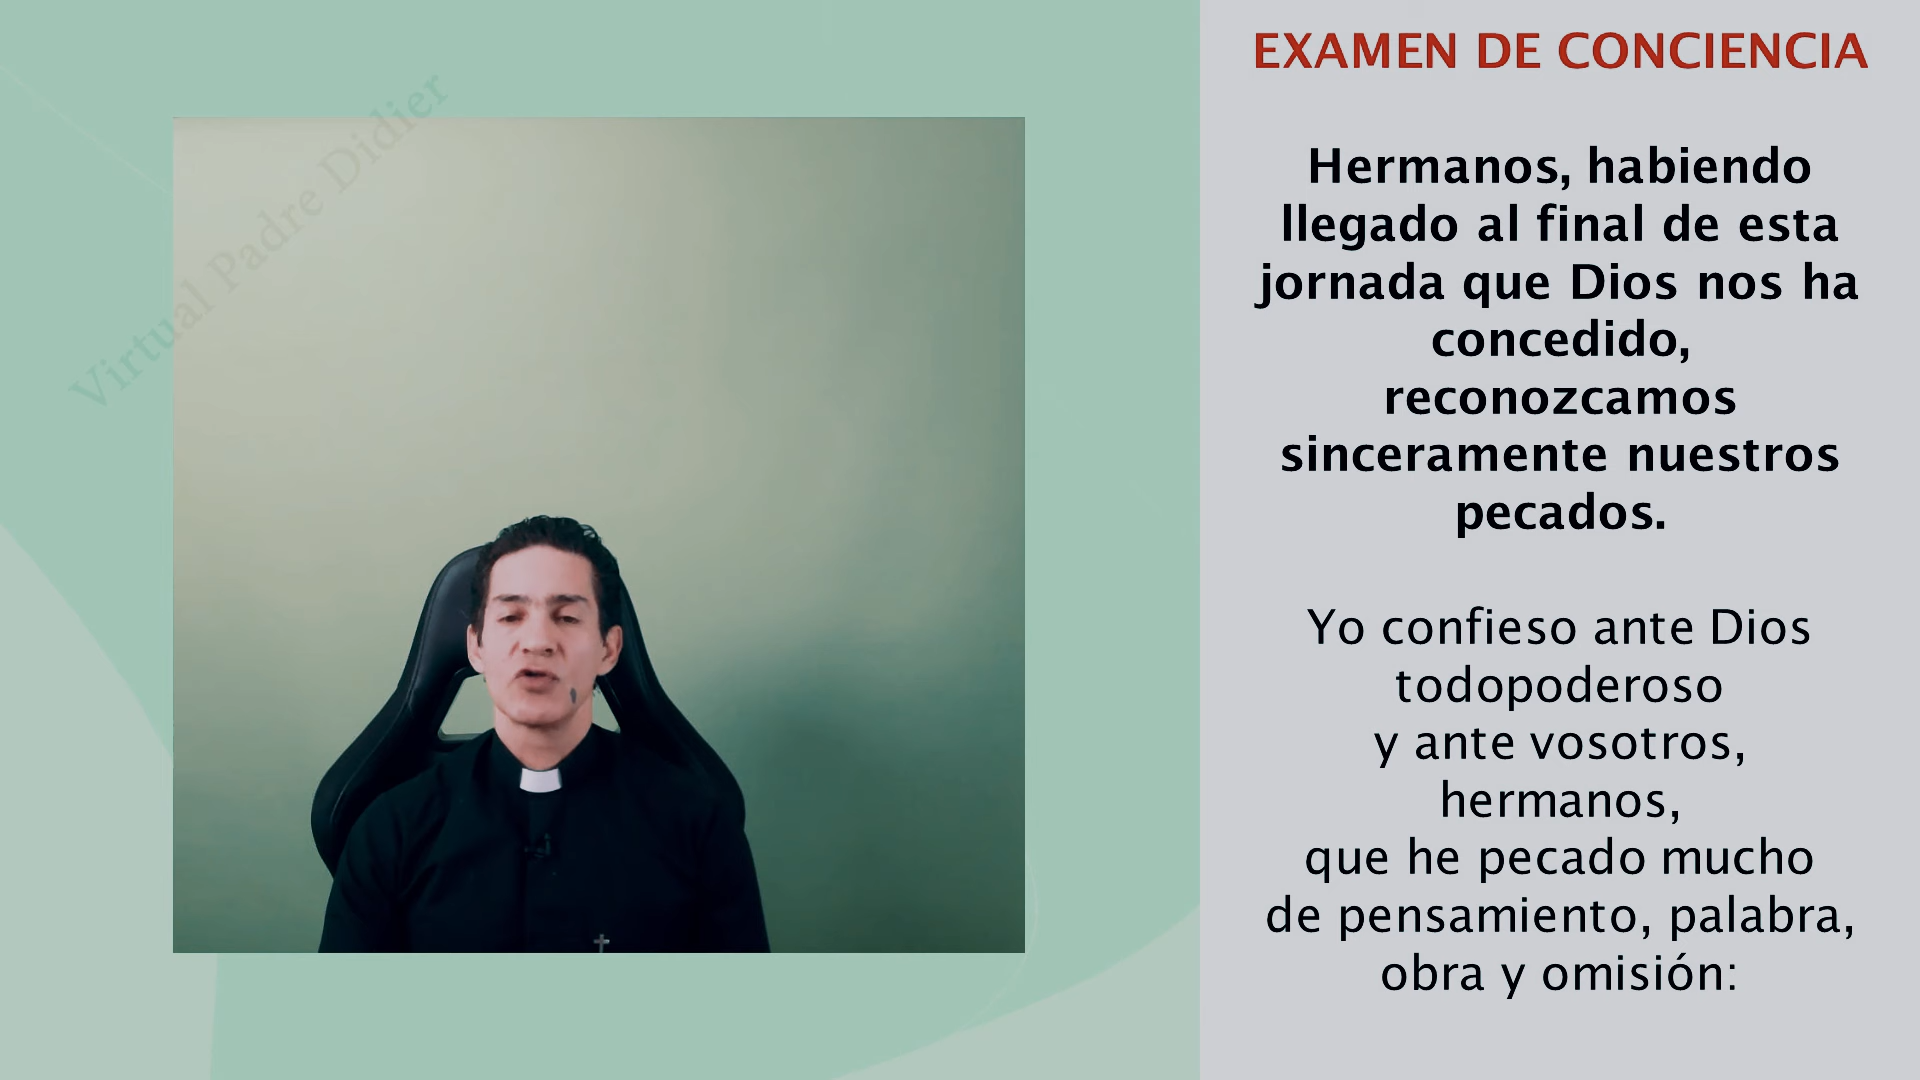 Virtual Padre Didier
EXAMEN DE CONCIENCIA
Hermanos, habiendo
llegado al final de esta
jornada que Dios nos ha
concedido,
reconozcamos
sinceramente nuestros
pecados.
Yo confieso ante Dios
todopoderoso
y ante vosotros,
hermanos,
que he pecado mucho
de pensamiento, palabra,
obra y omisión: